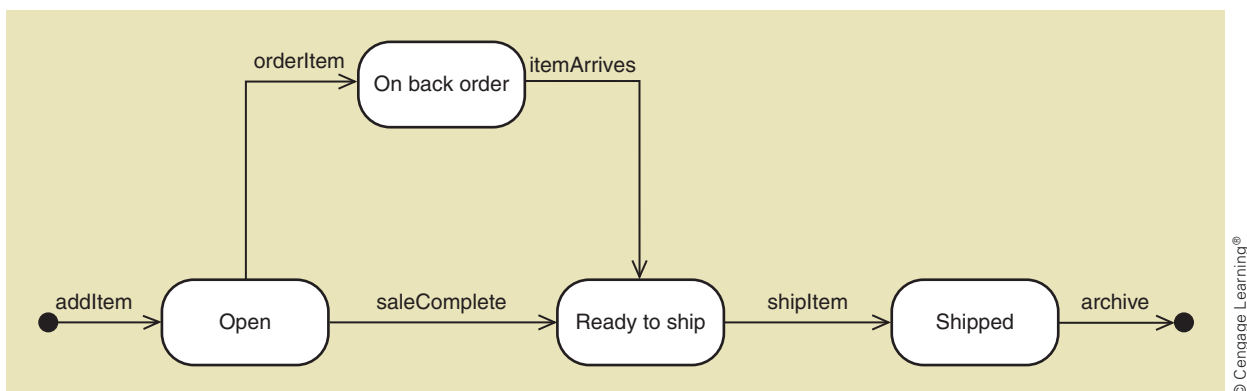 orderItem
On back order
itemArrives
addItem
Open
saleComplete
Ready to ship
shipItem
Shipped
archive
© Cengage Learning®